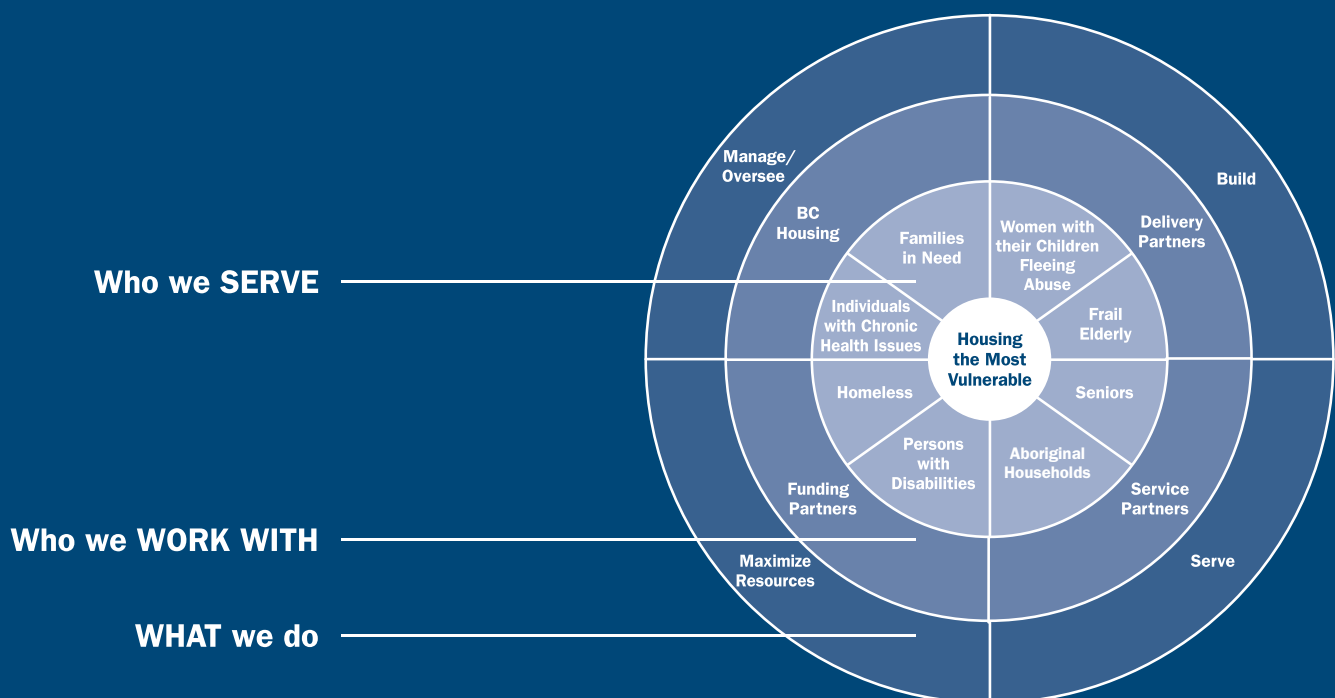 Manage/
Oversee
Build
BC
Housing
Delivery
Partners
Families
in Need
Women with
their Children
Fleeing
Abuse
Who we SERVE
Individuals
with Chronic
Health Issues
Frail
Elderly
Housing
the Most
Vulnerable
Homeless
Seniors
Persons
with
Disabilities
Aboriginal
Households
Funding
Partners
Service
Partners
Who we WORK WITH
Maximize
Resources
Serve
WHAT we do